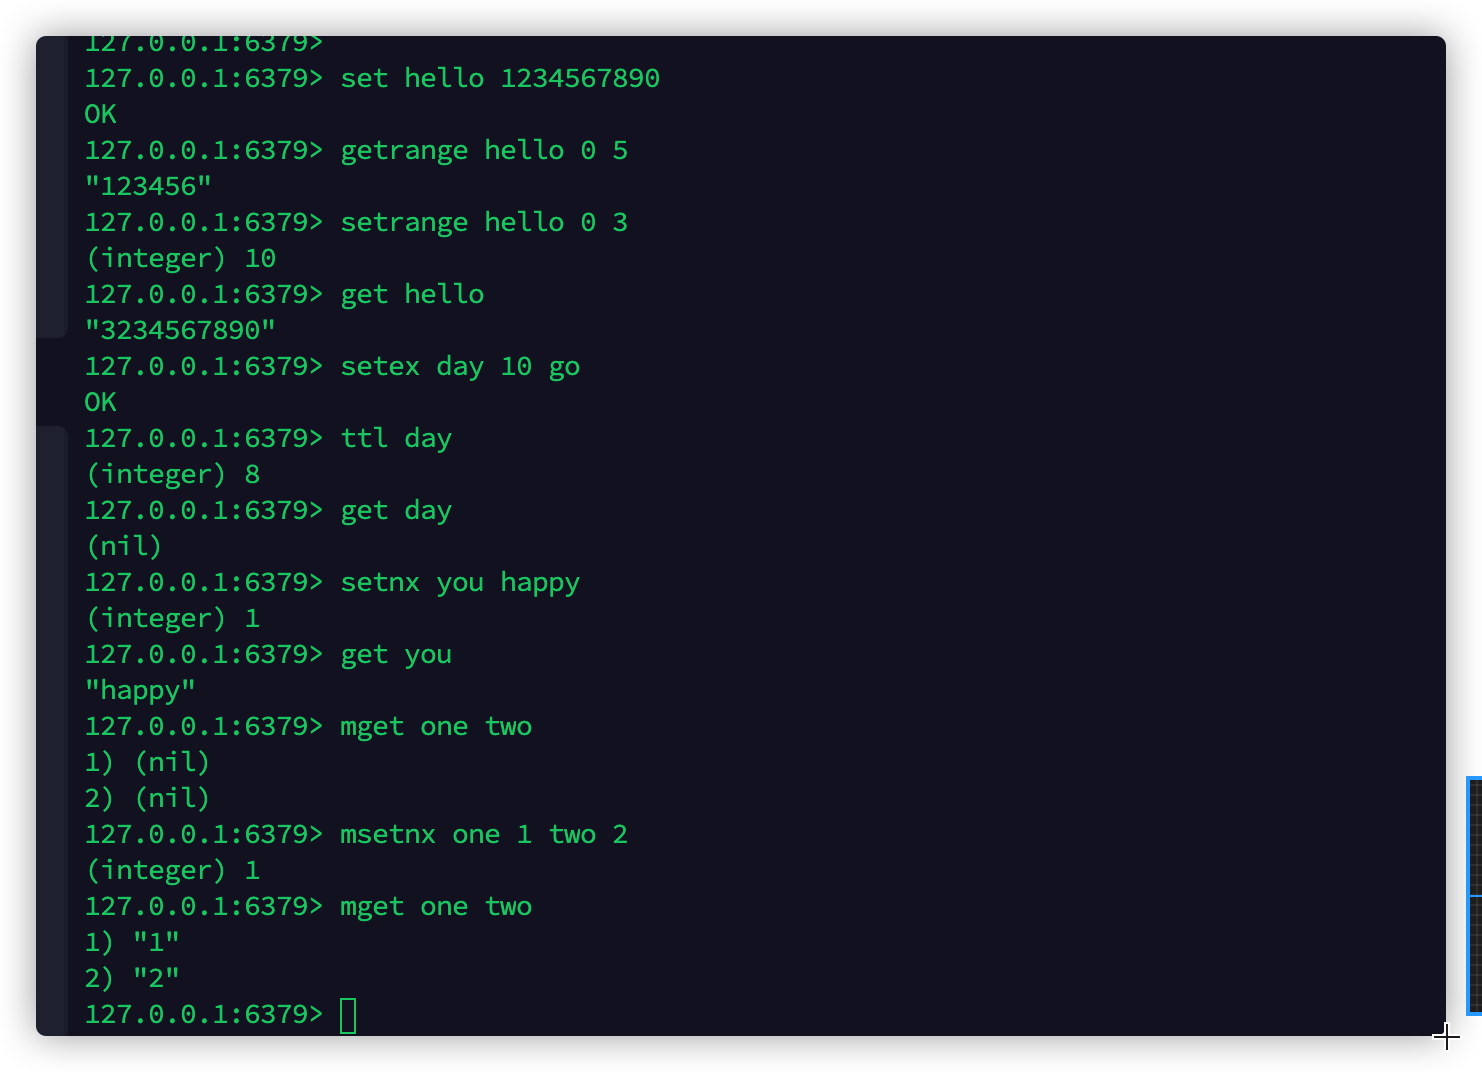 127.0.0.1:6379>
127.0.0.1:6379> set hello 1234567890
OK
127.0.0.1:6379> getrange hello 0 5
"123456"
127.0.0.1:6379> setrange hello 0 3
(integer) 10
127.0.0.1:6379> get hello
"3234567890"
127.0.0.1:6379> setex day 10 go
OK
127.0.0.1:6379> ttl day
(integer) 8
127.0.0.1:6379> get day
(nil)
127.0.0.1:6379> setnx you happy
(integer) 1
127.0.0.1:6379> get you
"happy"
127.0.0.1:6379> mget one two
1) (nil)
2) (nil)
127.0.0.1:6379> msetnx one 1 two 2
(integer) 1
127.0.0.1:6379> mget one two
1) "1"
2) "2"
127.0.0.1:6379>